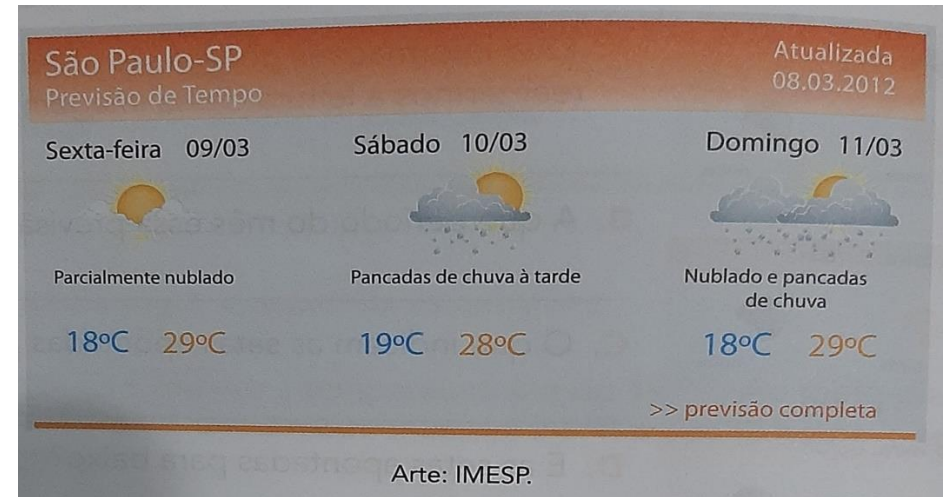 São Paulo-SP
Previsão de Tempo
Atualizada
08.03.2012
Sexta-feira 09/03
Parcialmente nublado
18ºC 29ºC
Sábado 10/03
Pancadas de chuva à tarde
19ºC 28ºC
Domingo 11/03
Nublado e pancadas
de chuva
18ºC 29ºC
>> previsão completa
Arte: IMESP.